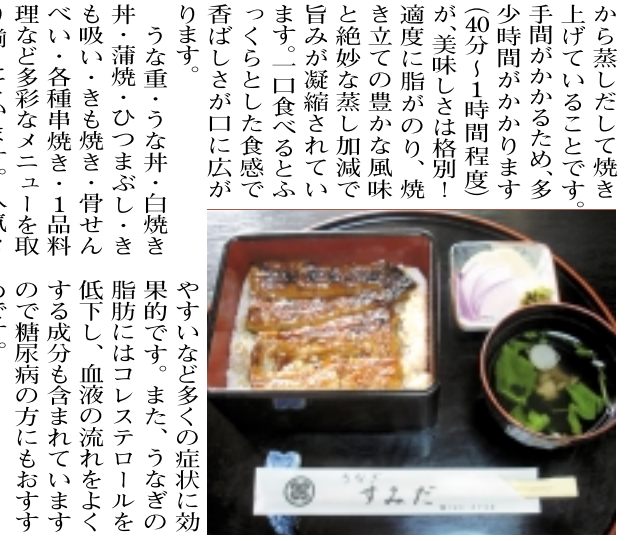 から蒸しだして焼き
上げていることです。
手間がかかるため、多
少時間がかかります
(40分～1時間程度)
が、美味しさは格別!
適度に脂がのり、焼
き立ての豊かな風味
と絶妙な蒸し加減で
旨みが凝縮されてい
ます。一口食べるとふ
っくらとした食感で
香ばしさが口に広が
ります。
うな重・うな丼・白焼き
丼・蒲焼・ひつまぶし・き
も吸い・きも焼き・骨せん
べい・各種串焼き・1品料
理など多彩なメニューを取
やすいなど多くの症状に効
果的です。また、うなぎの
脂肪にはコレステロールを
低下し、血液の流れをよく
する成分も含まれています
ので糖尿病の方にもおすす
めです。
うなぎ
すみだ